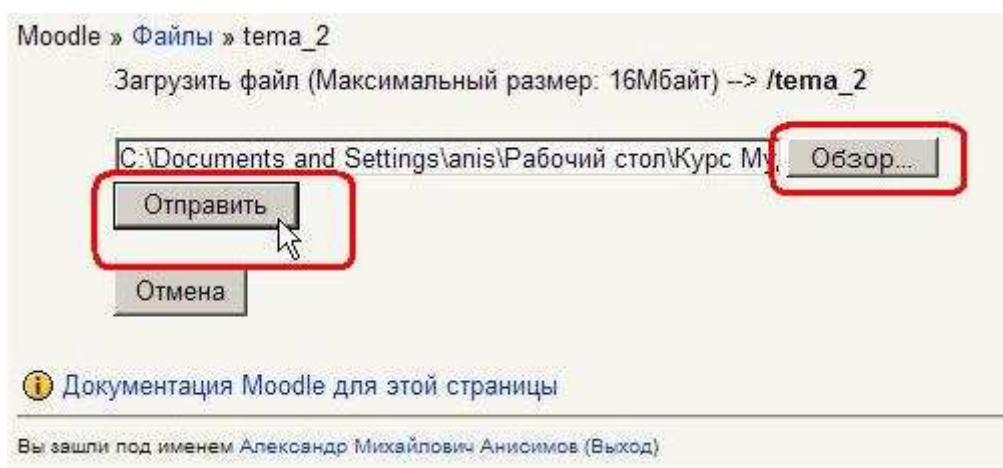 Moodle » Файлы » tema_2
Загрузить файл (Максимальный размер: 16Мбайт) --> /tema_2
C:\Documents and Settings\anis\Рабочий стол\Курс Му Обзор...
Отправить
Отмена
Документация Moodle для этой страницы
Вы зашли под именем Александр Михайлович Анисимов (Выход)